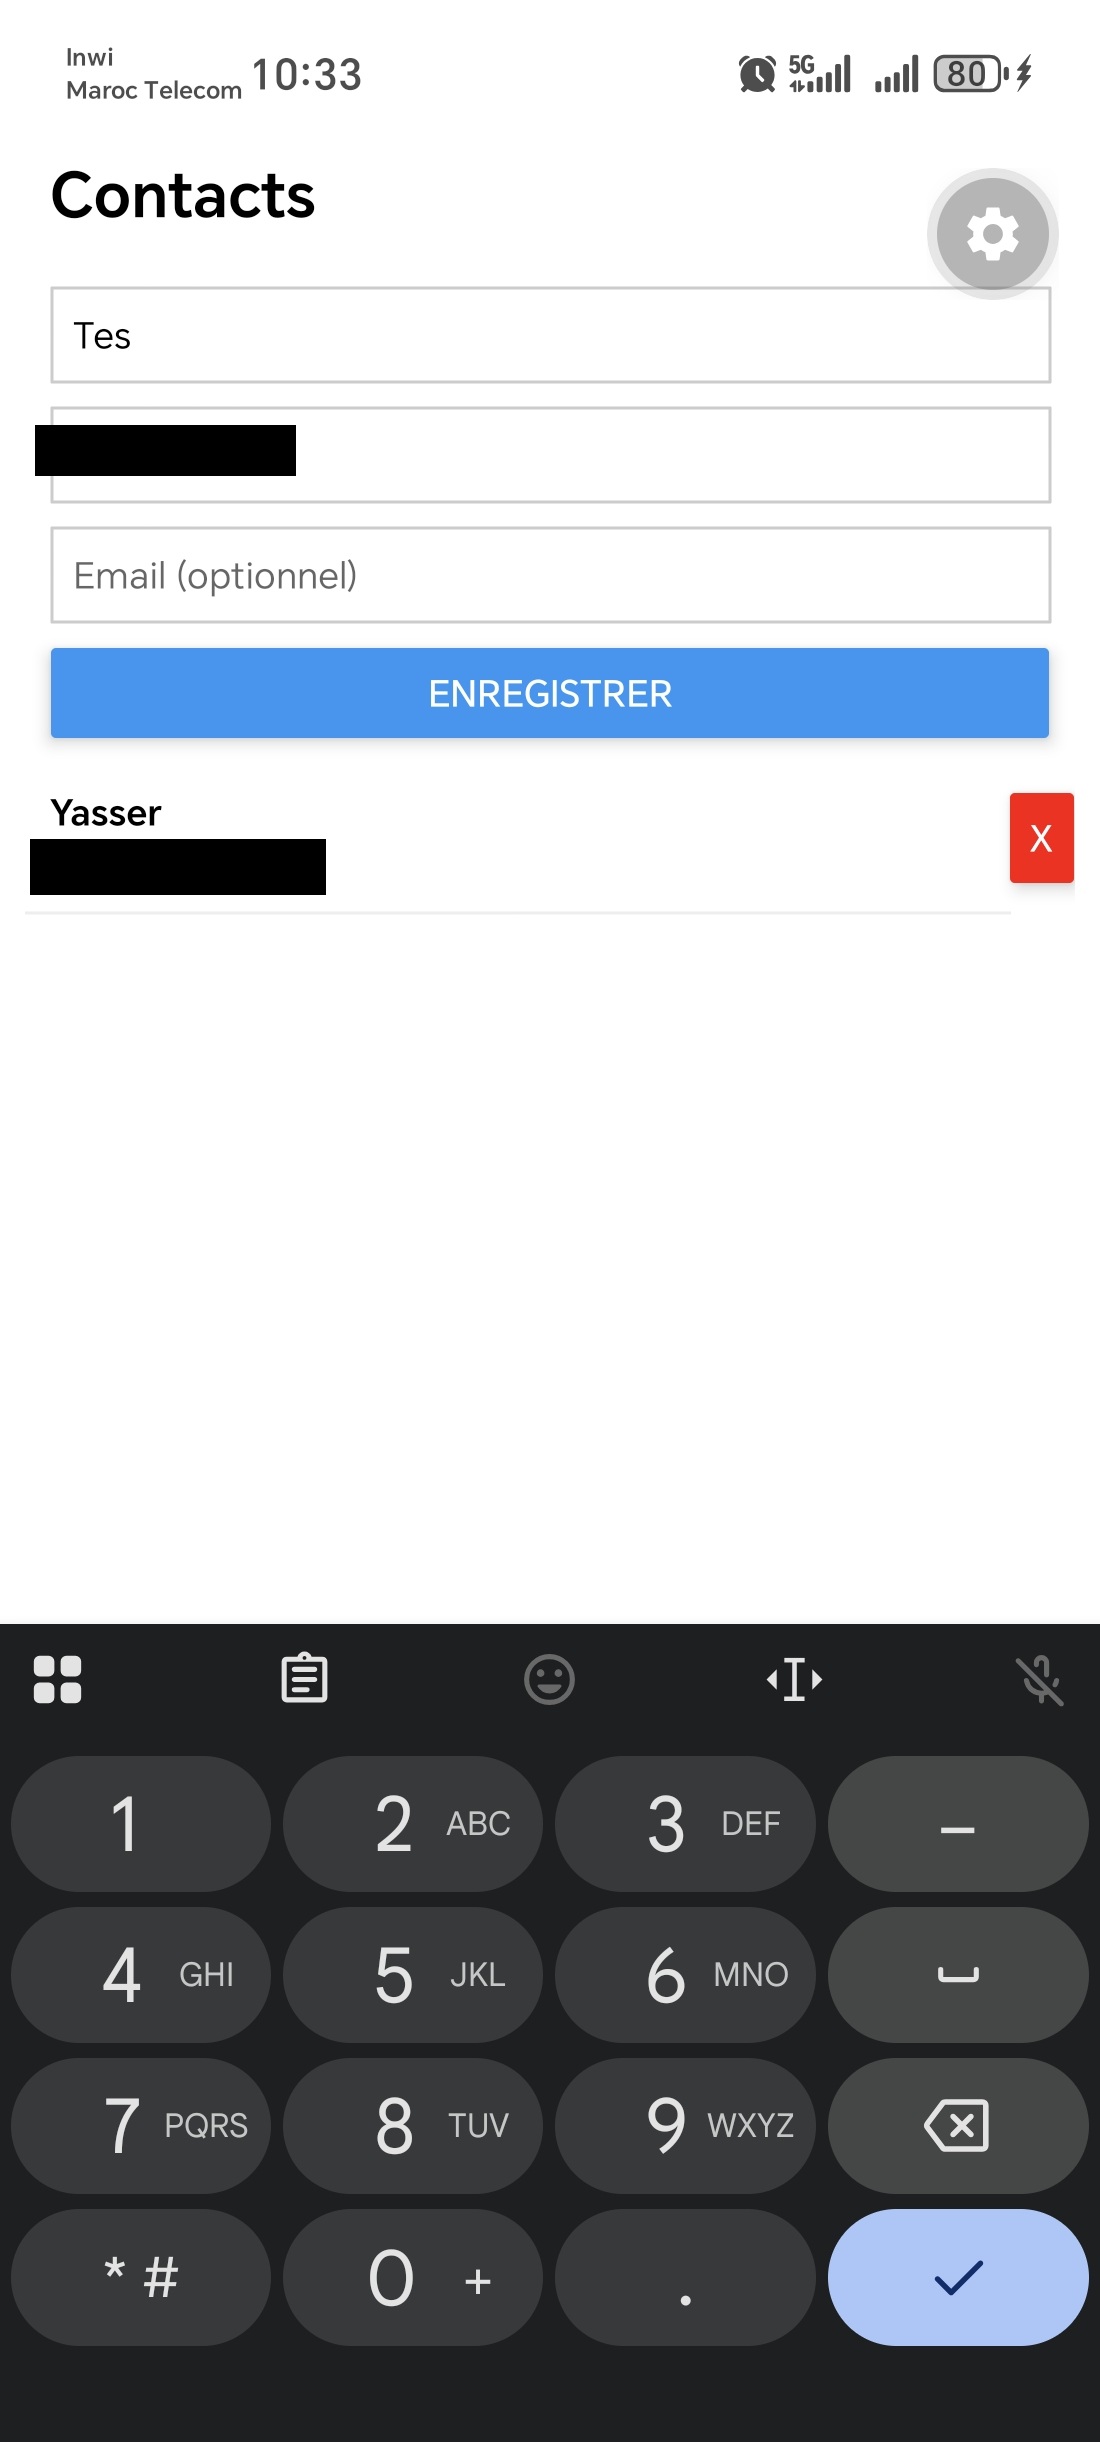 Inwi
Maroc Telecom
10:33
5G
80
Contacts
Tes
Email (optionnel)
ENREGISTRER
Yasser
X
1
2 ABC
3 DEF
–
4 GHI
5 JKL
6 MNO
7 PQRS
8 TUV
9 WXYZ
* #
0 +
.